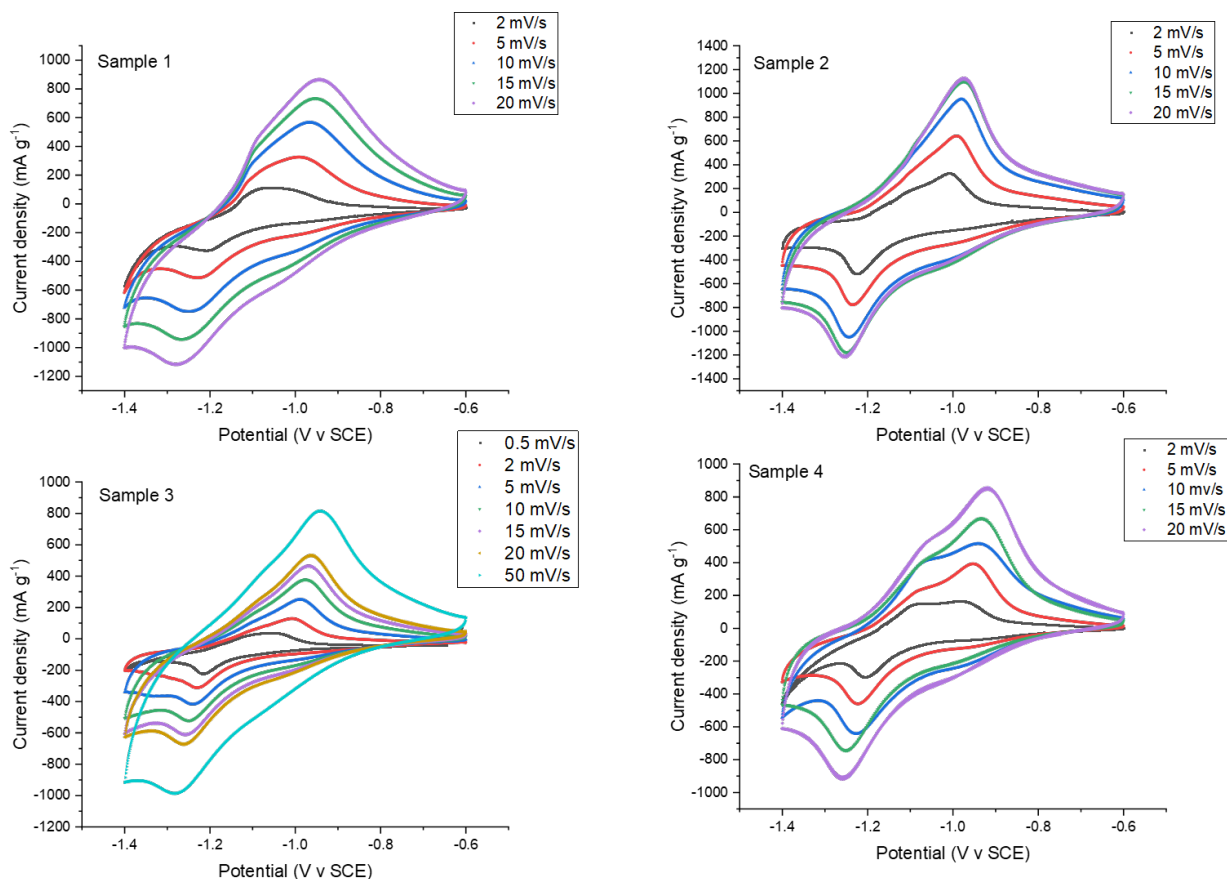 Sample 1
2 mV/s
5 mV/s
10 mV/s
15 mV/s
20 mV/s
1000
800
600
400
200
0
-200
-400
-600
-800
-1000
-1200
Current density (mA g⁻¹)
-1.4 -1.2 -1.0 -0.8 -0.6
Potential (V v SCE)
Sample 2
2 mV/s
5 mV/s
10 mV/s
15 mV/s
20 mV/s
1400
1200
1000
800
600
400
200
0
-200
-400
-600
-800
-1000
-1200
-1400
Current densityv (mA g⁻¹)
-1.4 -1.2 -1.0 -0.8 -0.6
Potential (V v SCE)
Sample 3
0.5 mV/s
2 mV/s
5 mV/s
10 mV/s
15 mV/s
20 mV/s
50 mV/s
1000
800
600
400
200
0
-200
-400
-600
-800
-1000
-1200
Current density (mA g⁻¹)
-1.4 -1.2 -1.0 -0.8 -0.6
Potential (V v SCE)
Sample 4
2 mV/s
5 mV/s
10 mv/s
15 mV/s
20 mV/s
1000
800
600
400
200
0
-200
-400
-600
-800
-1000
Current density (mA g⁻¹)
-1.4 -1.2 -1.0 -0.8 -0.6
Potential (V v SCE)